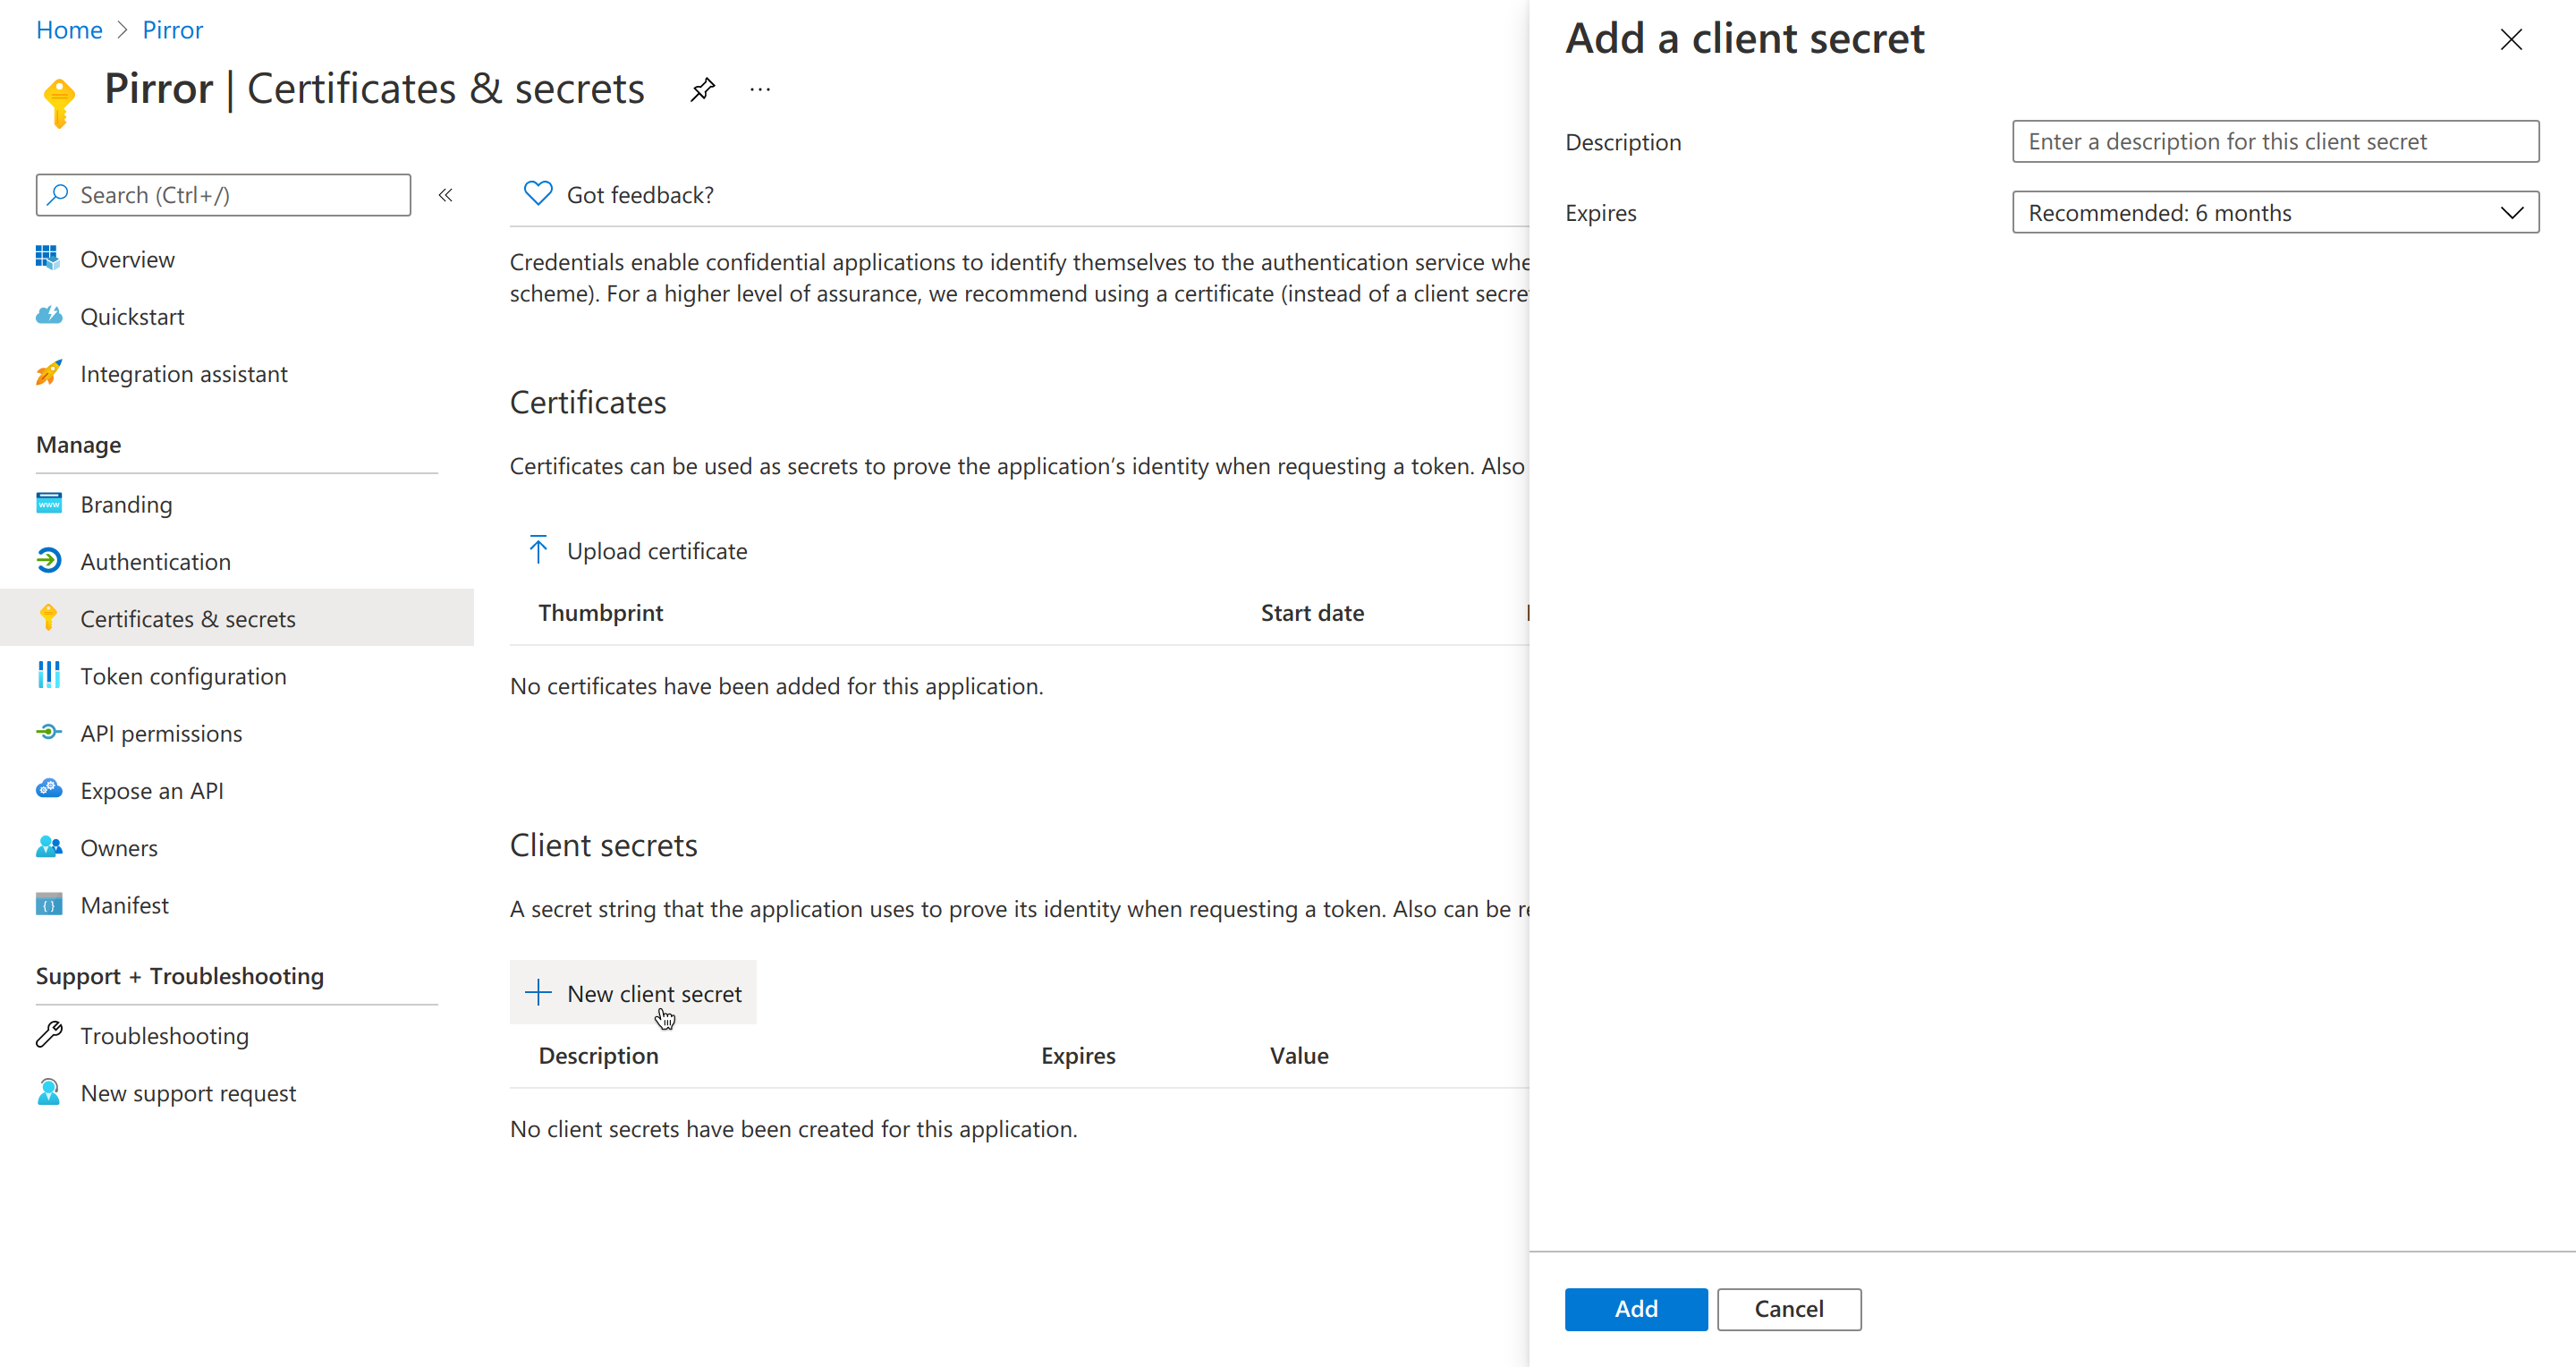 Home > Pirror
Pirror | Certificates & secrets
Search (Ctrl+/)
Overview
Quickstart
Integration assistant
Manage
Branding
Authentication
Certificates & secrets
Token configuration
API permissions
Expose an API
Owners
Manifest
Support + Troubleshooting
Troubleshooting
New support request
Got feedback?
Credentials enable confidential applications to identify themselves to the authentication service
scheme). For a higher level of assurance, we recommend using a certificate (instead of a client
Certificates
Certificates can be used as secrets to prove the application's identity when requesting a token. Also
Upload certificate
Thumbprint Start date
No certificates have been added for this application.
Client secrets
A secret string that the application uses to prove its identity when requesting a token. Also can be
New client secret
Description Expires Value
No client secrets have been created for this application.
Add a client secret
Description
Enter a description for this client secret
Expires
Recommended: 6 months
Add
Cancel